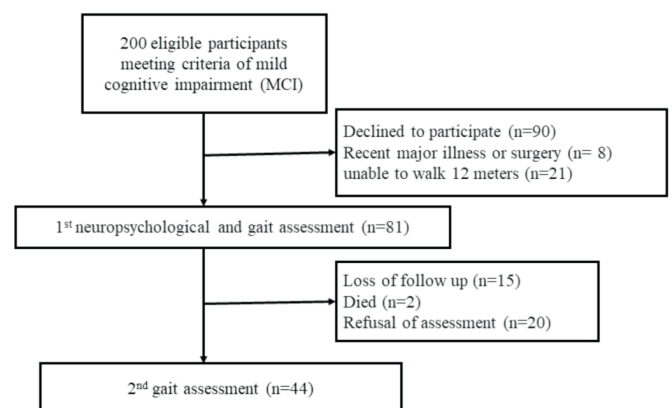 200 eligible participants
meeting criteria of mild
cognitive impairment (MCI)
Declined to participate (n=90)
Recent major illness or surgery (n= 8)
unable to walk 12 meters (n=21)
1st neuropsychological and gait assessment (n=81)
Loss of follow up (n=15)
Died (n=2)
Refusal of assessment (n=20)
2nd gait assessment (n=44)